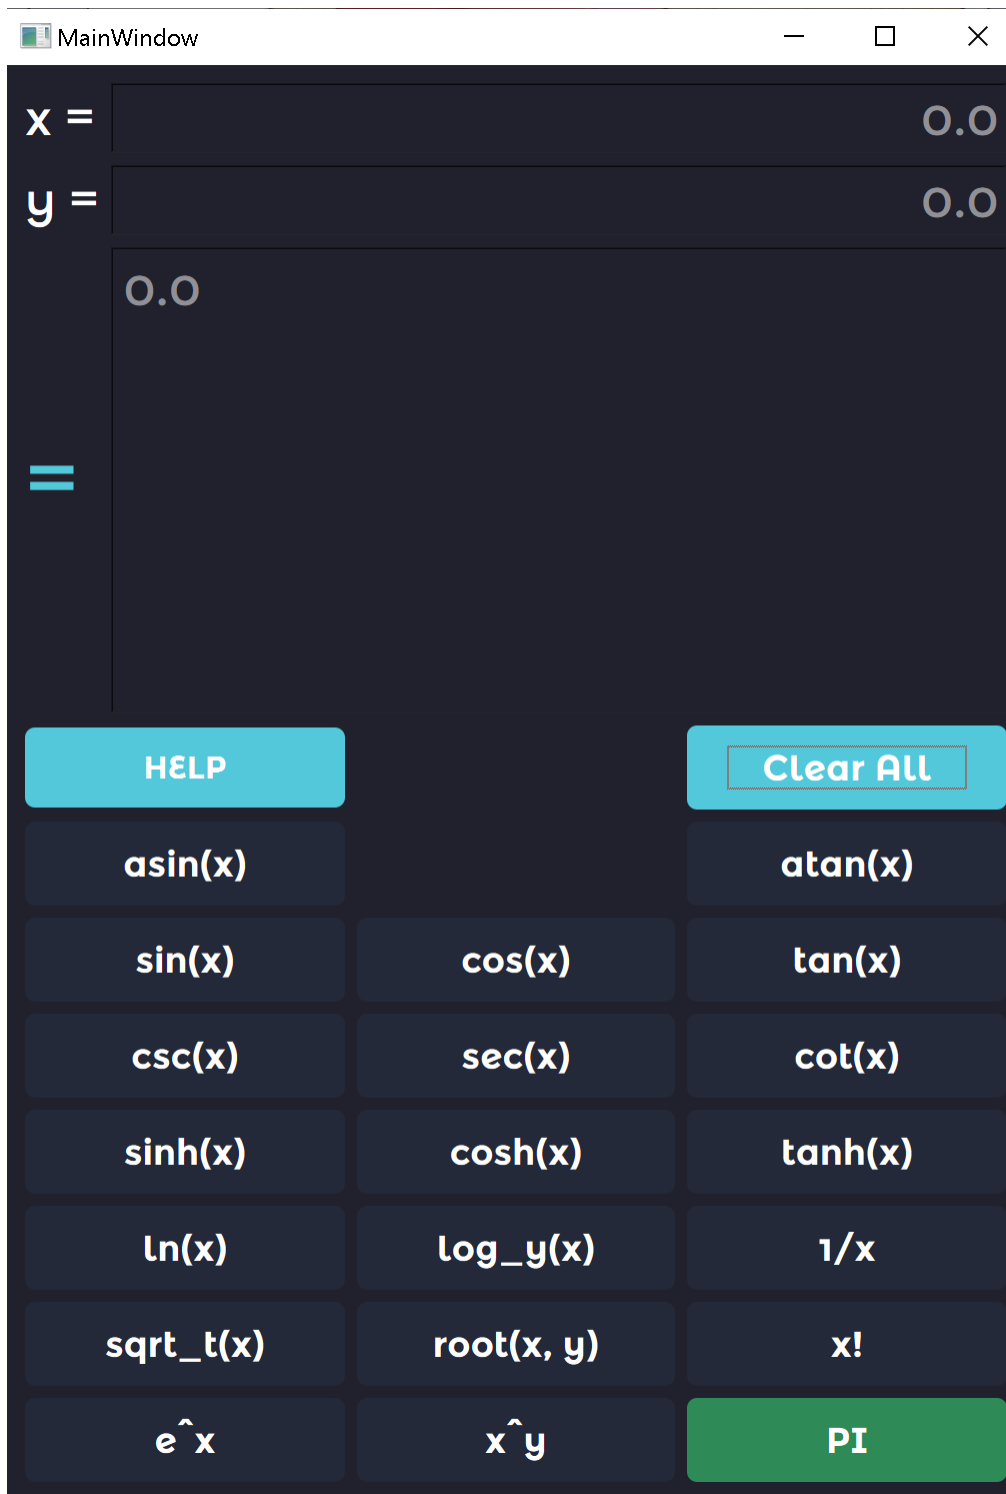 MainWindow
x = 0.0
y = 0.0
0.0
=
HELP Clear All
asin(x) atan(x)
sin(x) cos(x) tan(x)
csc(x) sec(x) cot(x)
sinh(x) cosh(x) tanh(x)
ln(x) log_y(x) 1/x
sqrt_t(x) root(x, y) x!
e^x x^y PI